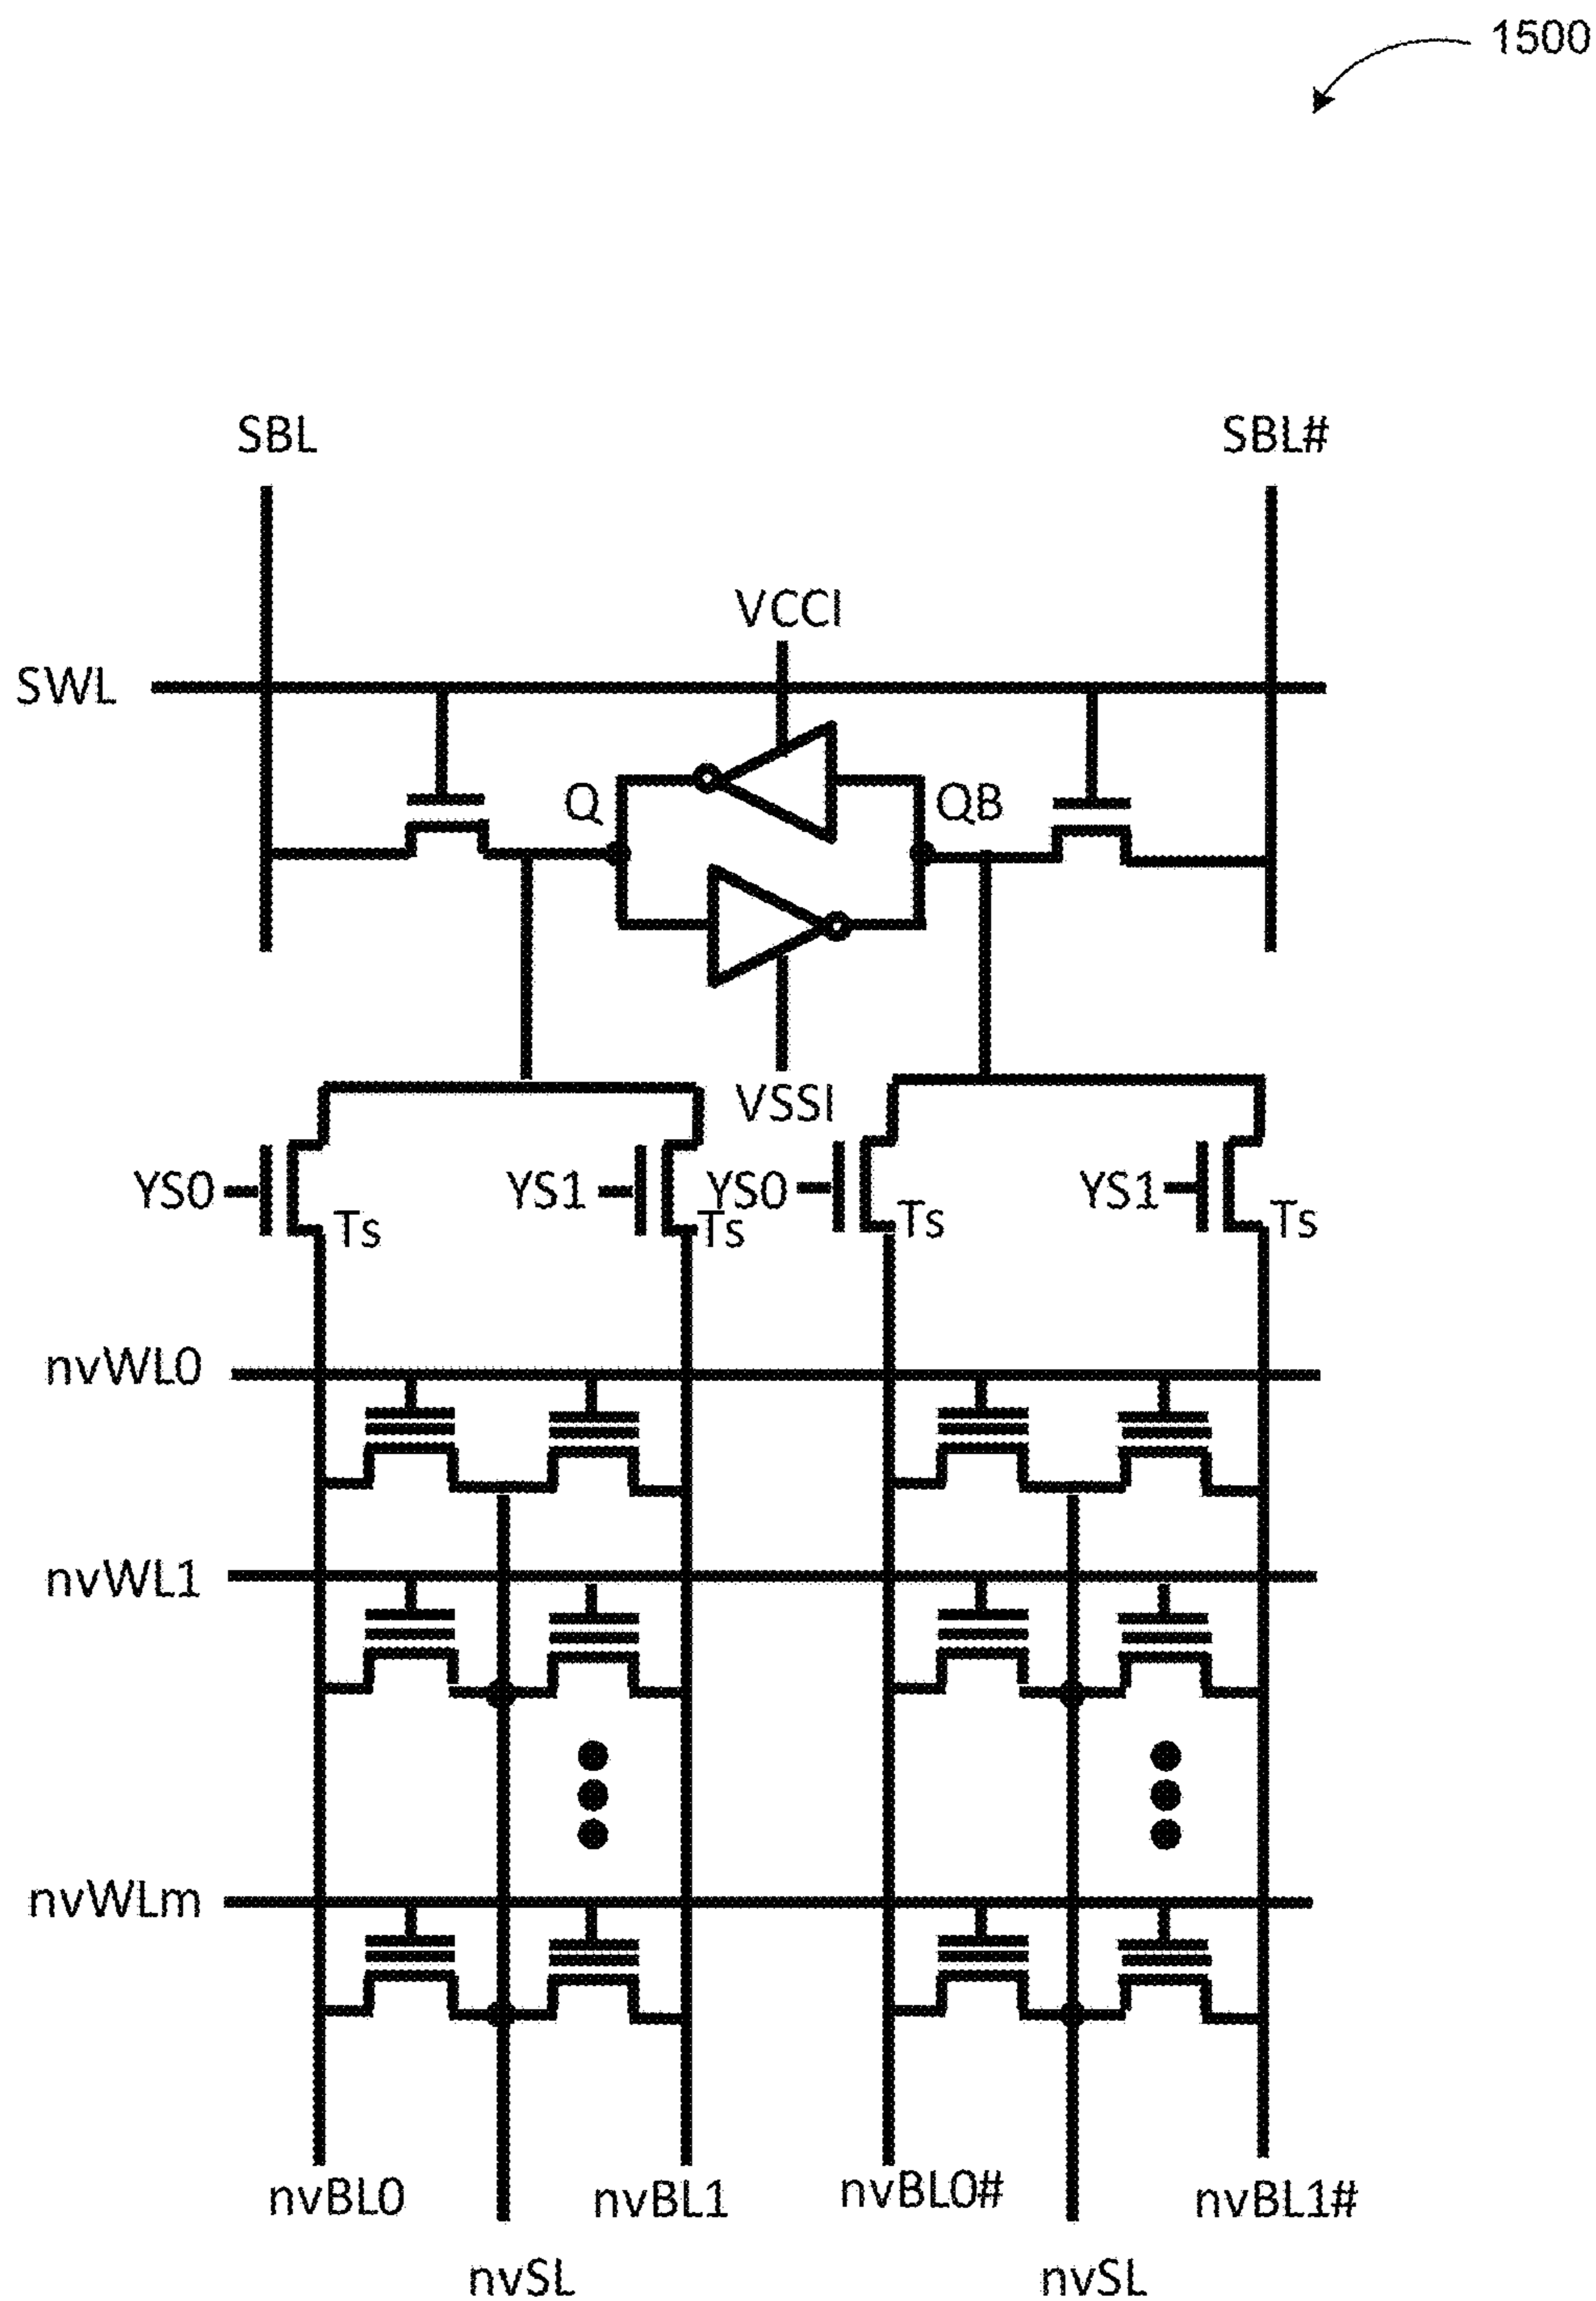 1500
SBL SBL#
VCCI
SWL
Q QB
VSSI
YS0 YS1 YS0 YS1
Ts Ts Ts Ts
nvWL0
nvWL1
nvWLm
nvBL0 nvBL1 nvBL0# nvBL1#
nvSL nvSL